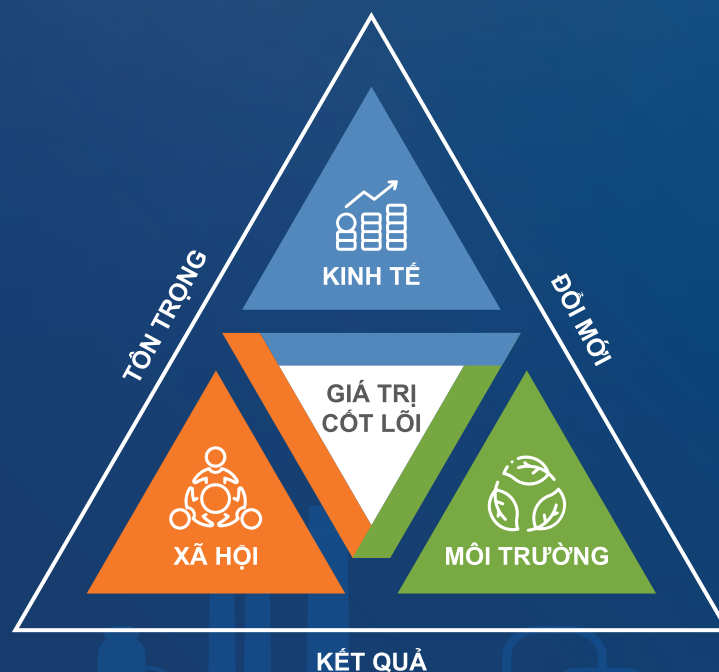 KINH TẾ
TÔN TRỌNG
ĐỔI MỚI
GIÁ TRỊ
CỐT LÕI
XÃ HỘI
MÔI TRƯỜNG
KẾT QUẢ